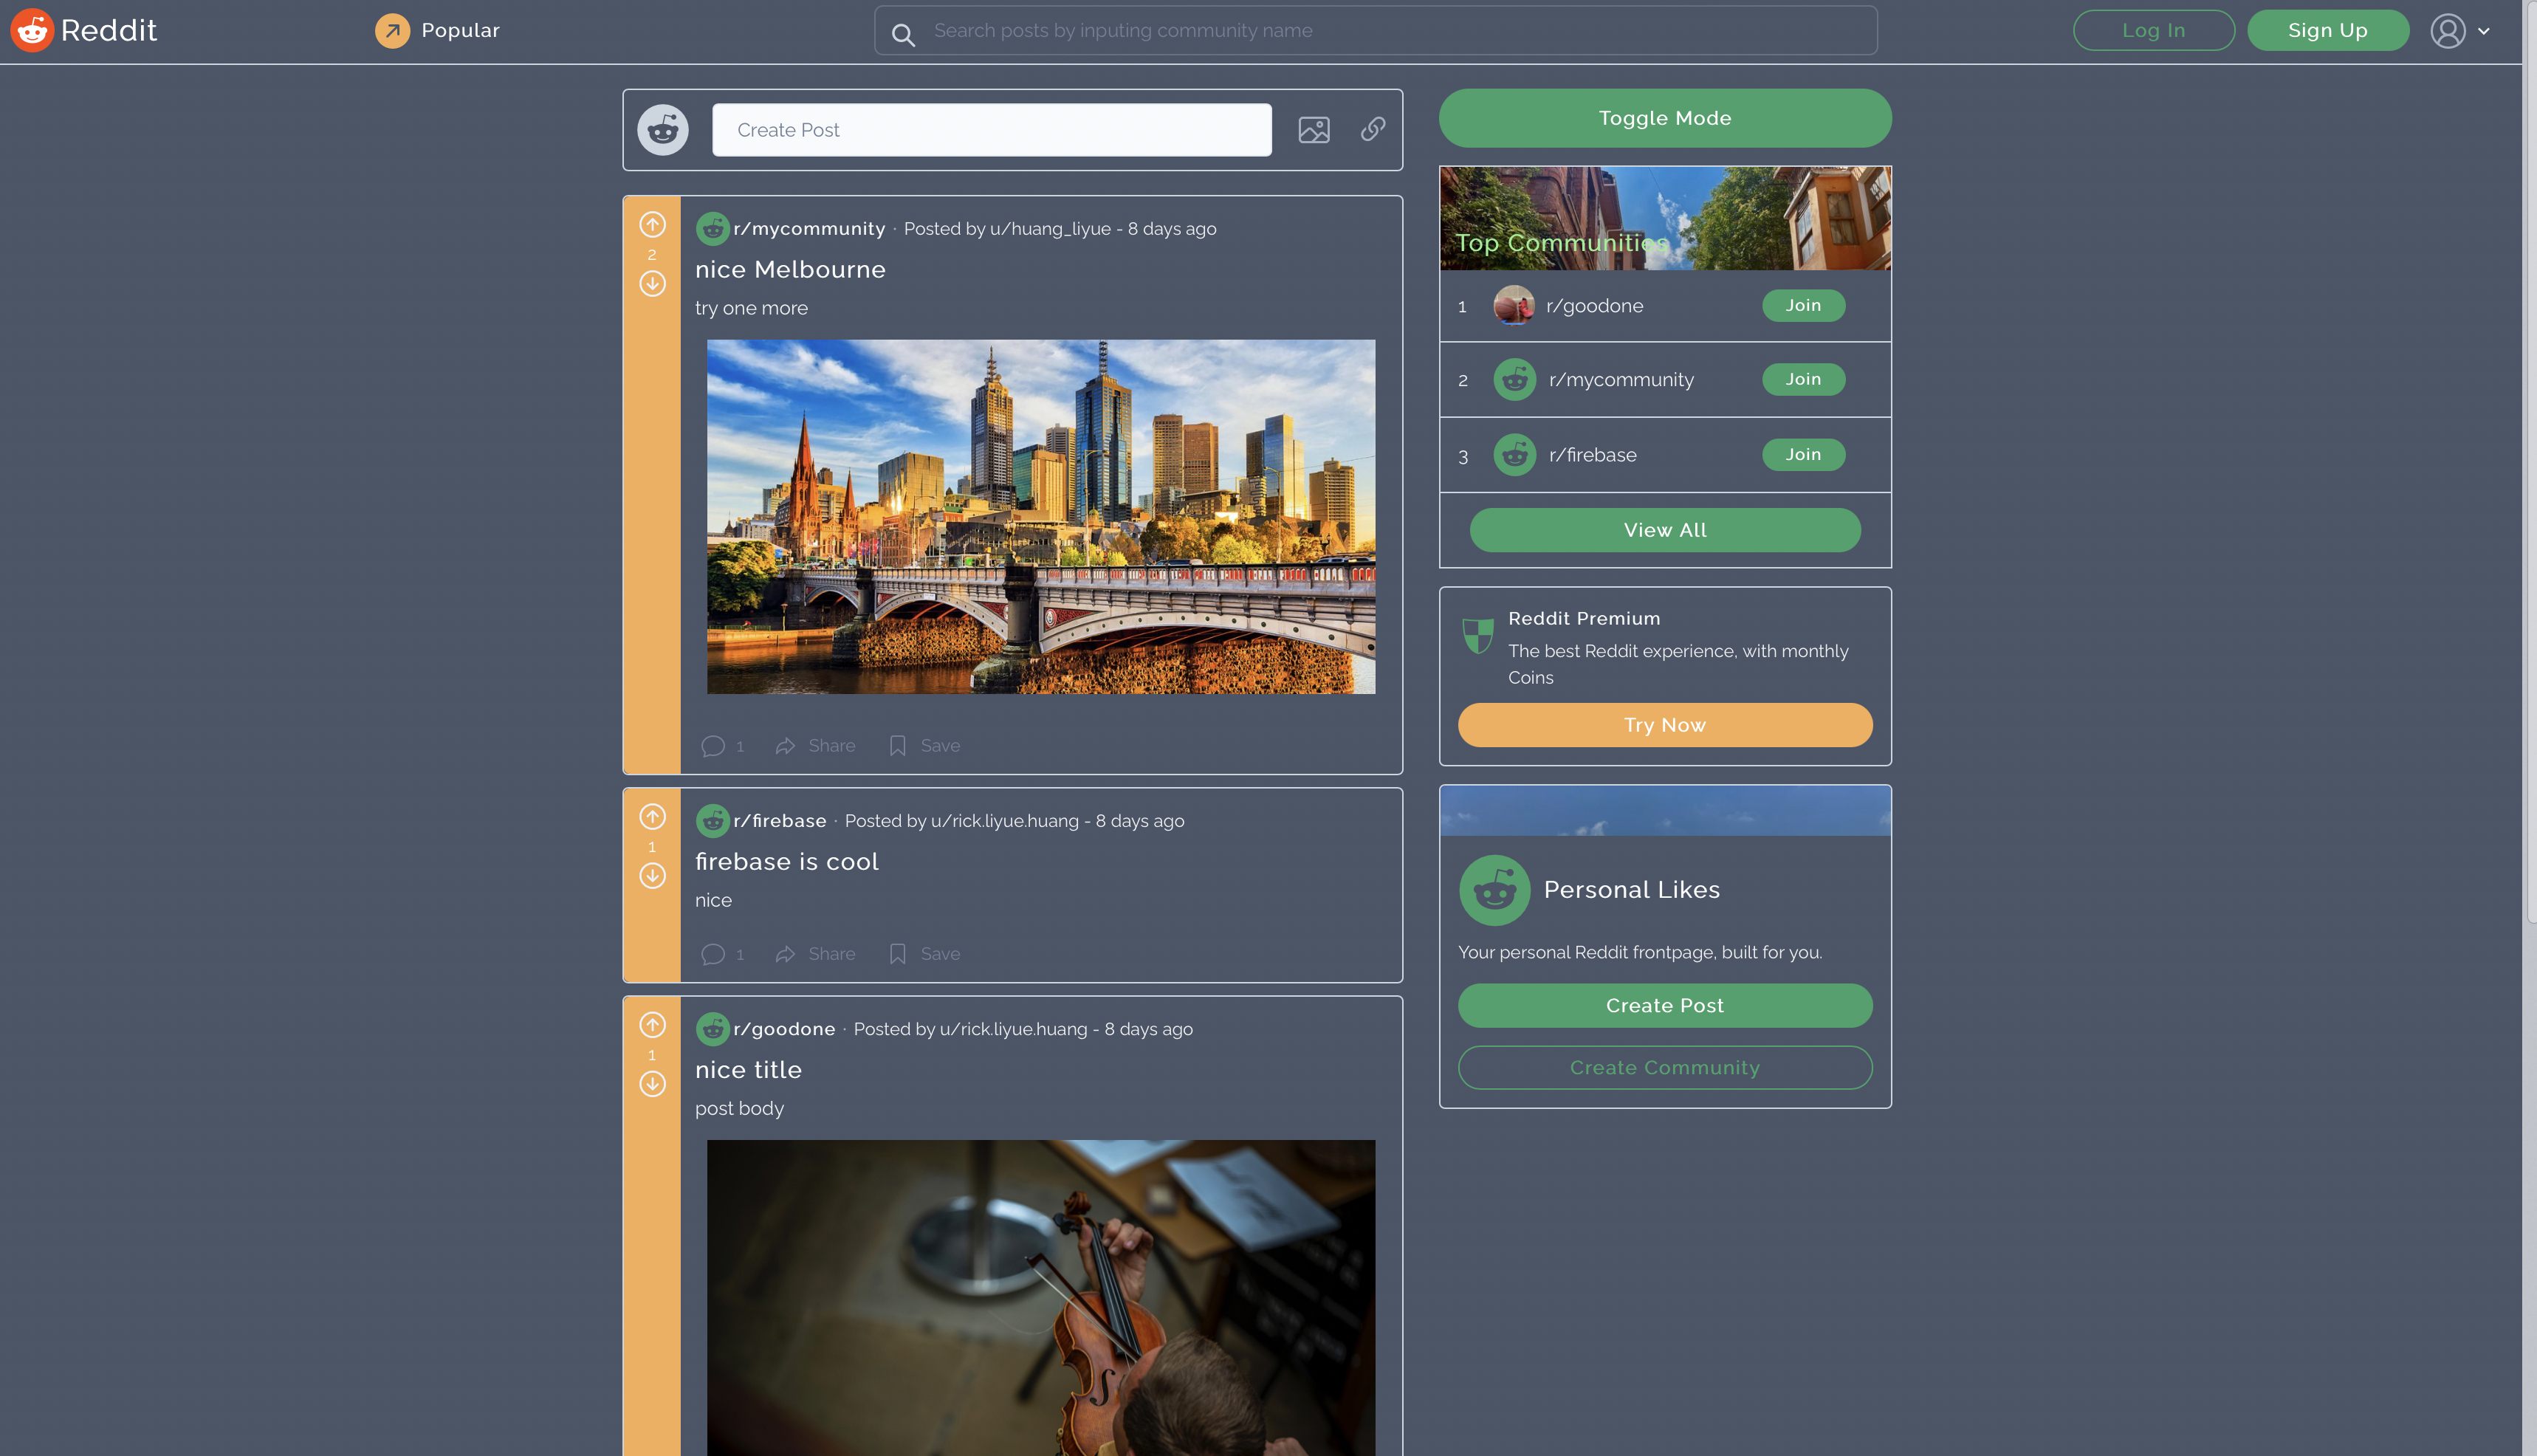 Reddit
Popular
Search posts by inputing community name
Log In
Sign Up
Create Post
r/mycommunity · Posted by u/huang_liyue - 8 days ago
2
nice Melbourne
try one more
1
Share
Save
r/firebase · Posted by u/rick.liyue.huang - 8 days ago
1
firebase is cool
nice
1
Share
Save
r/goodone · Posted by u/rick.liyue.huang - 8 days ago
1
nice title
post body
Toggle Mode
Top Communities
1 r/goodone Join
2 r/mycommunity Join
3 r/firebase Join
View All
Reddit Premium
The best Reddit experience, with monthly
Coins
Try Now
Personal Likes
Your personal Reddit frontpage, built for you.
Create Post
Create Community